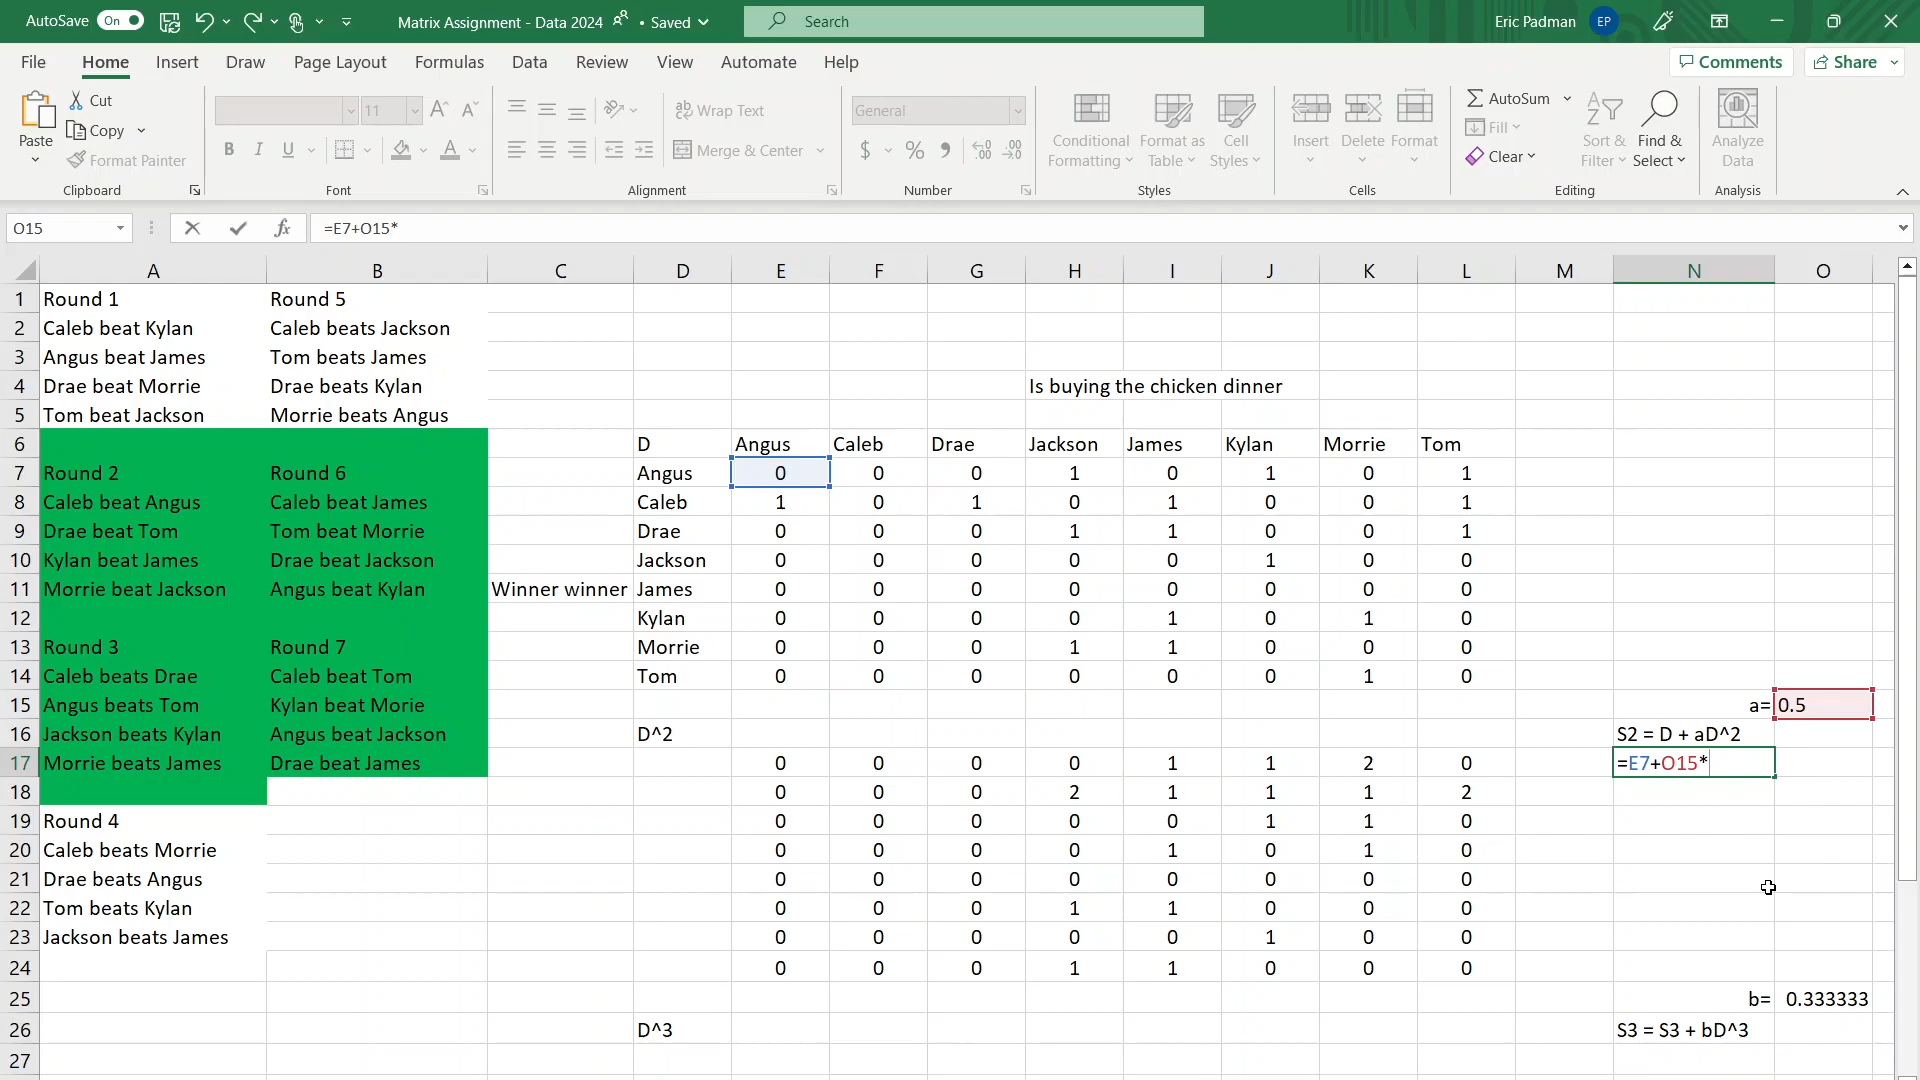 AutoSave On Matrix Assignment - Data 2024 • Saved Search Eric Padman EP
File Home Insert Draw Page Layout Formulas Data Review View Automate Help Comments Share
Paste Cut Copy Format Painter Clipboard
11 B I U Font
ab Wrap Text Merge & Center Alignment
General $ % 9 Number
Conditional Formatting Format as Table Cell Styles Styles
Insert Delete Format Cells
AutoSum Fill Clear Sort & Filter Find & Select Editing
Analyze Data Analysis
O15 fx =E7+O15*
A B C D E F G H I J K L M N O
1 Round 1 Round 5
2 Caleb beat Kylan Caleb beats Jackson
3 Angus beat James Tom beats James
4 Drae beat Morrie Drae beats Kylan Is buying the chicken dinner
5 Tom beat Jackson Morrie beats Angus
6 D Angus Caleb Drae Jackson James Kylan Morrie Tom
7 Round 2 Round 6 Angus 0 0 0 1 0 1 0 1
8 Caleb beat Angus Caleb beat James Caleb 1 0 1 0 1 0 0 1
9 Drae beat Tom Tom beat Morrie Drae 0 0 0 1 1 0 0 1
10 Kylan beat James Drae beat Jackson Jackson 0 0 0 0 0 1 0 0
11 Morrie beat Jackson Angus beat Kylan Winner winner James 0 0 0 0 0 0 0 0
12 Kylan 0 0 0 0 1 0 1 0
13 Round 3 Round 7 Morrie 0 0 0 1 1 0 0 0
14 Caleb beats Drae Caleb beat Tom Tom 0 0 0 0 0 0 1 0
15 Angus beats Tom Kylan beat Morie a= 0.5
16 Jackson beats Kylan Angus beat Jackson D^2 S2 = D + aD^2
17 Morrie beats James Drae beat James 0 0 0 1 1 2 0 =E7+O15*
18 0 0 0 2 1 1 1 2
19 Round 4 0 0 0 0 0 1 1 0
20 Caleb beats Morrie 0 0 0 0 1 0 1 0
21 Drae beats Angus 0 0 0 0 0 0 0 0
22 Tom beats Kylan 0 0 0 1 1 0 0 0
23 Jackson beats James 0 0 0 0 0 1 0 0
24 0 0 0 1 1 0 0 0
25 b= 0.333333
26 D^3 S3 = S3 + bD^3
27